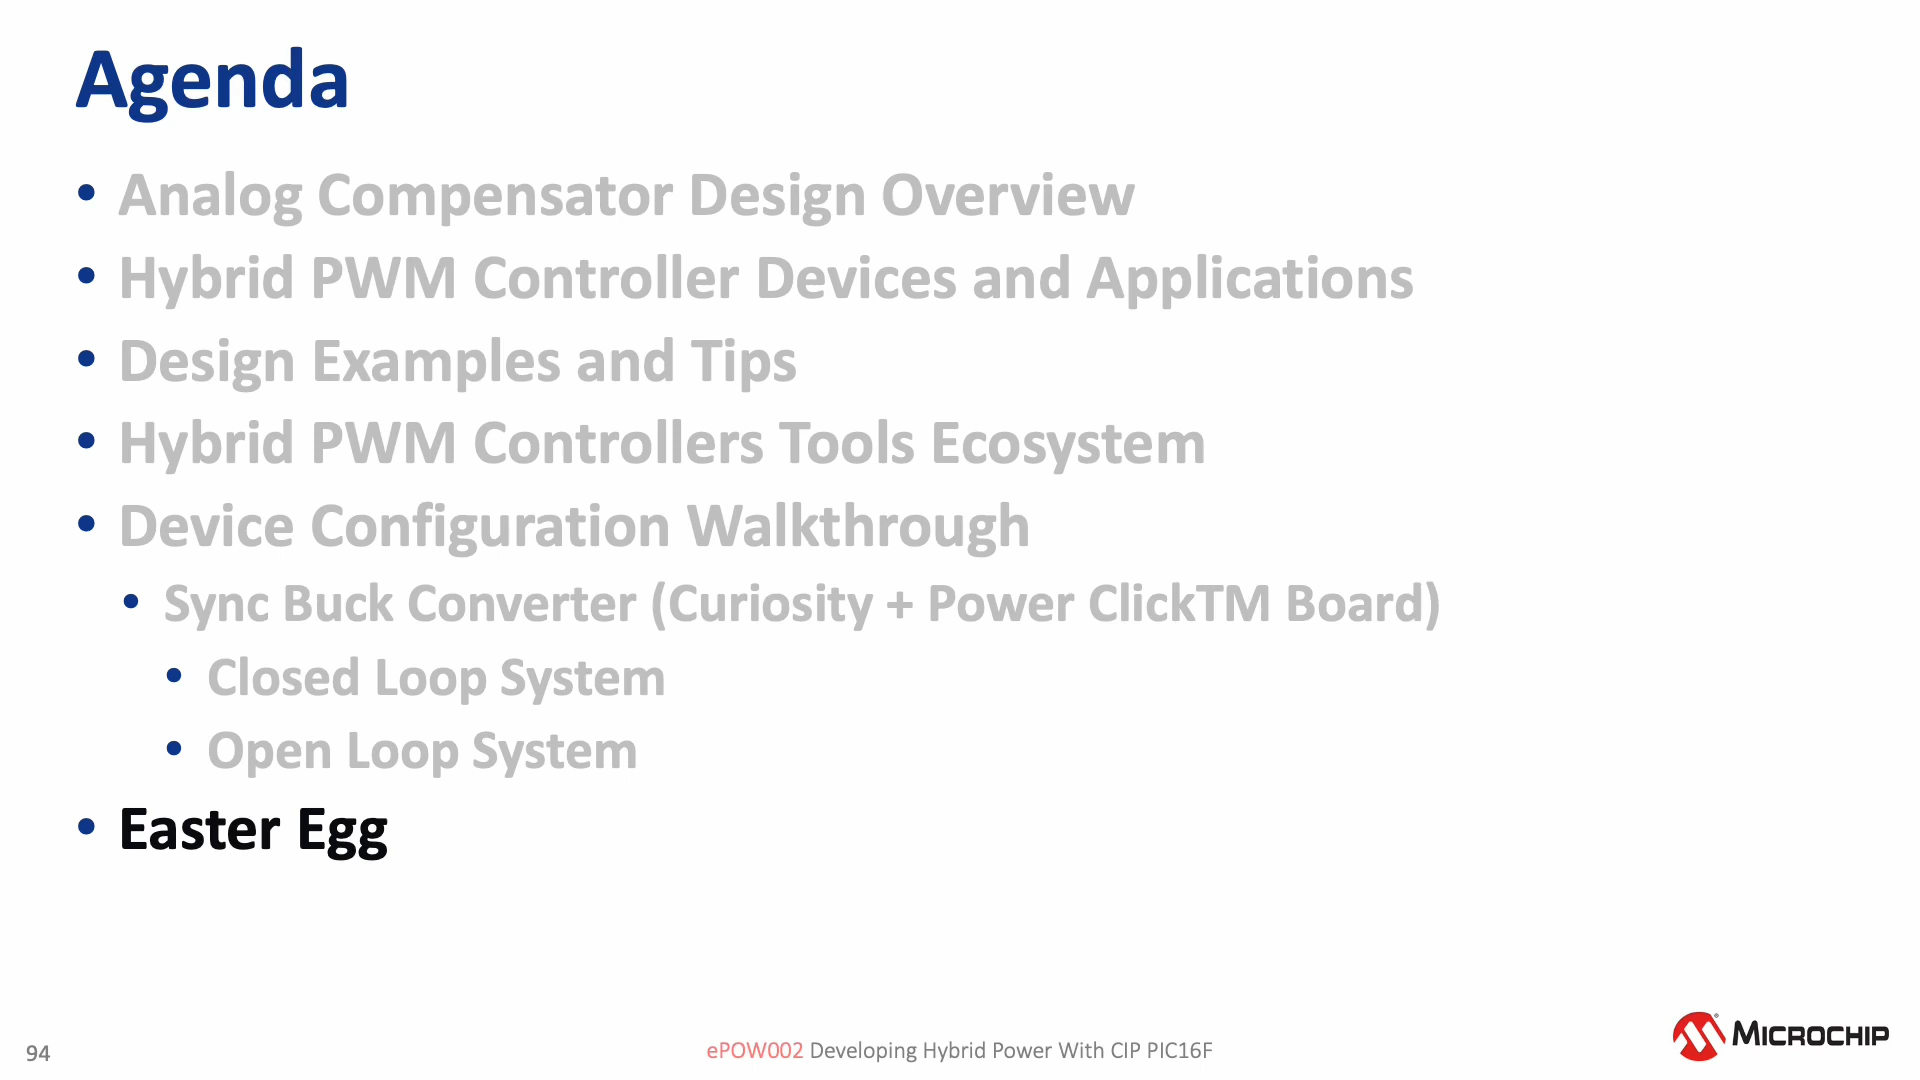 Agenda
• Analog Compensator Design Overview
• Hybrid PWM Controller Devices and Applications
• Design Examples and Tips
• Hybrid PWM Controllers Tools Ecosystem
• Device Configuration Walkthrough
• Sync Buck Converter (Curiosity + Power ClickTM Board)
• Closed Loop System
• Open Loop System
• Easter Egg
94
ePOW002 Developing Hybrid Power With CIP PIC16F
MICROCHIP